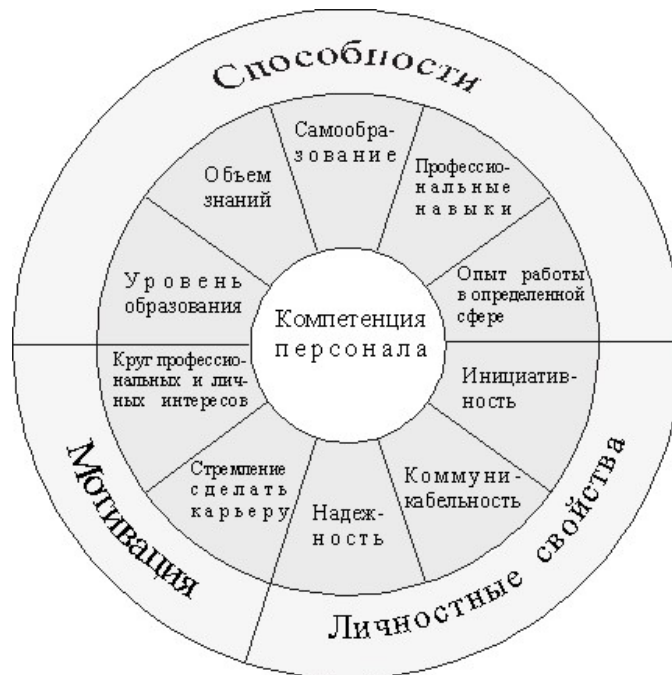 Способности
Самообра-
зование
Профессио-
нальные
навыки
Объем
знаний
Опыт работы
в определенной
сфере
Уровень
образования
Компетенция
персонала
Круг профессио-
нальных и лич-
ных интересов
Инициатив-
ность
Стремление
сделать
карьеру
Коммуни-
кабельность
Надеж-
ность
Мотивация
Личностные свойства